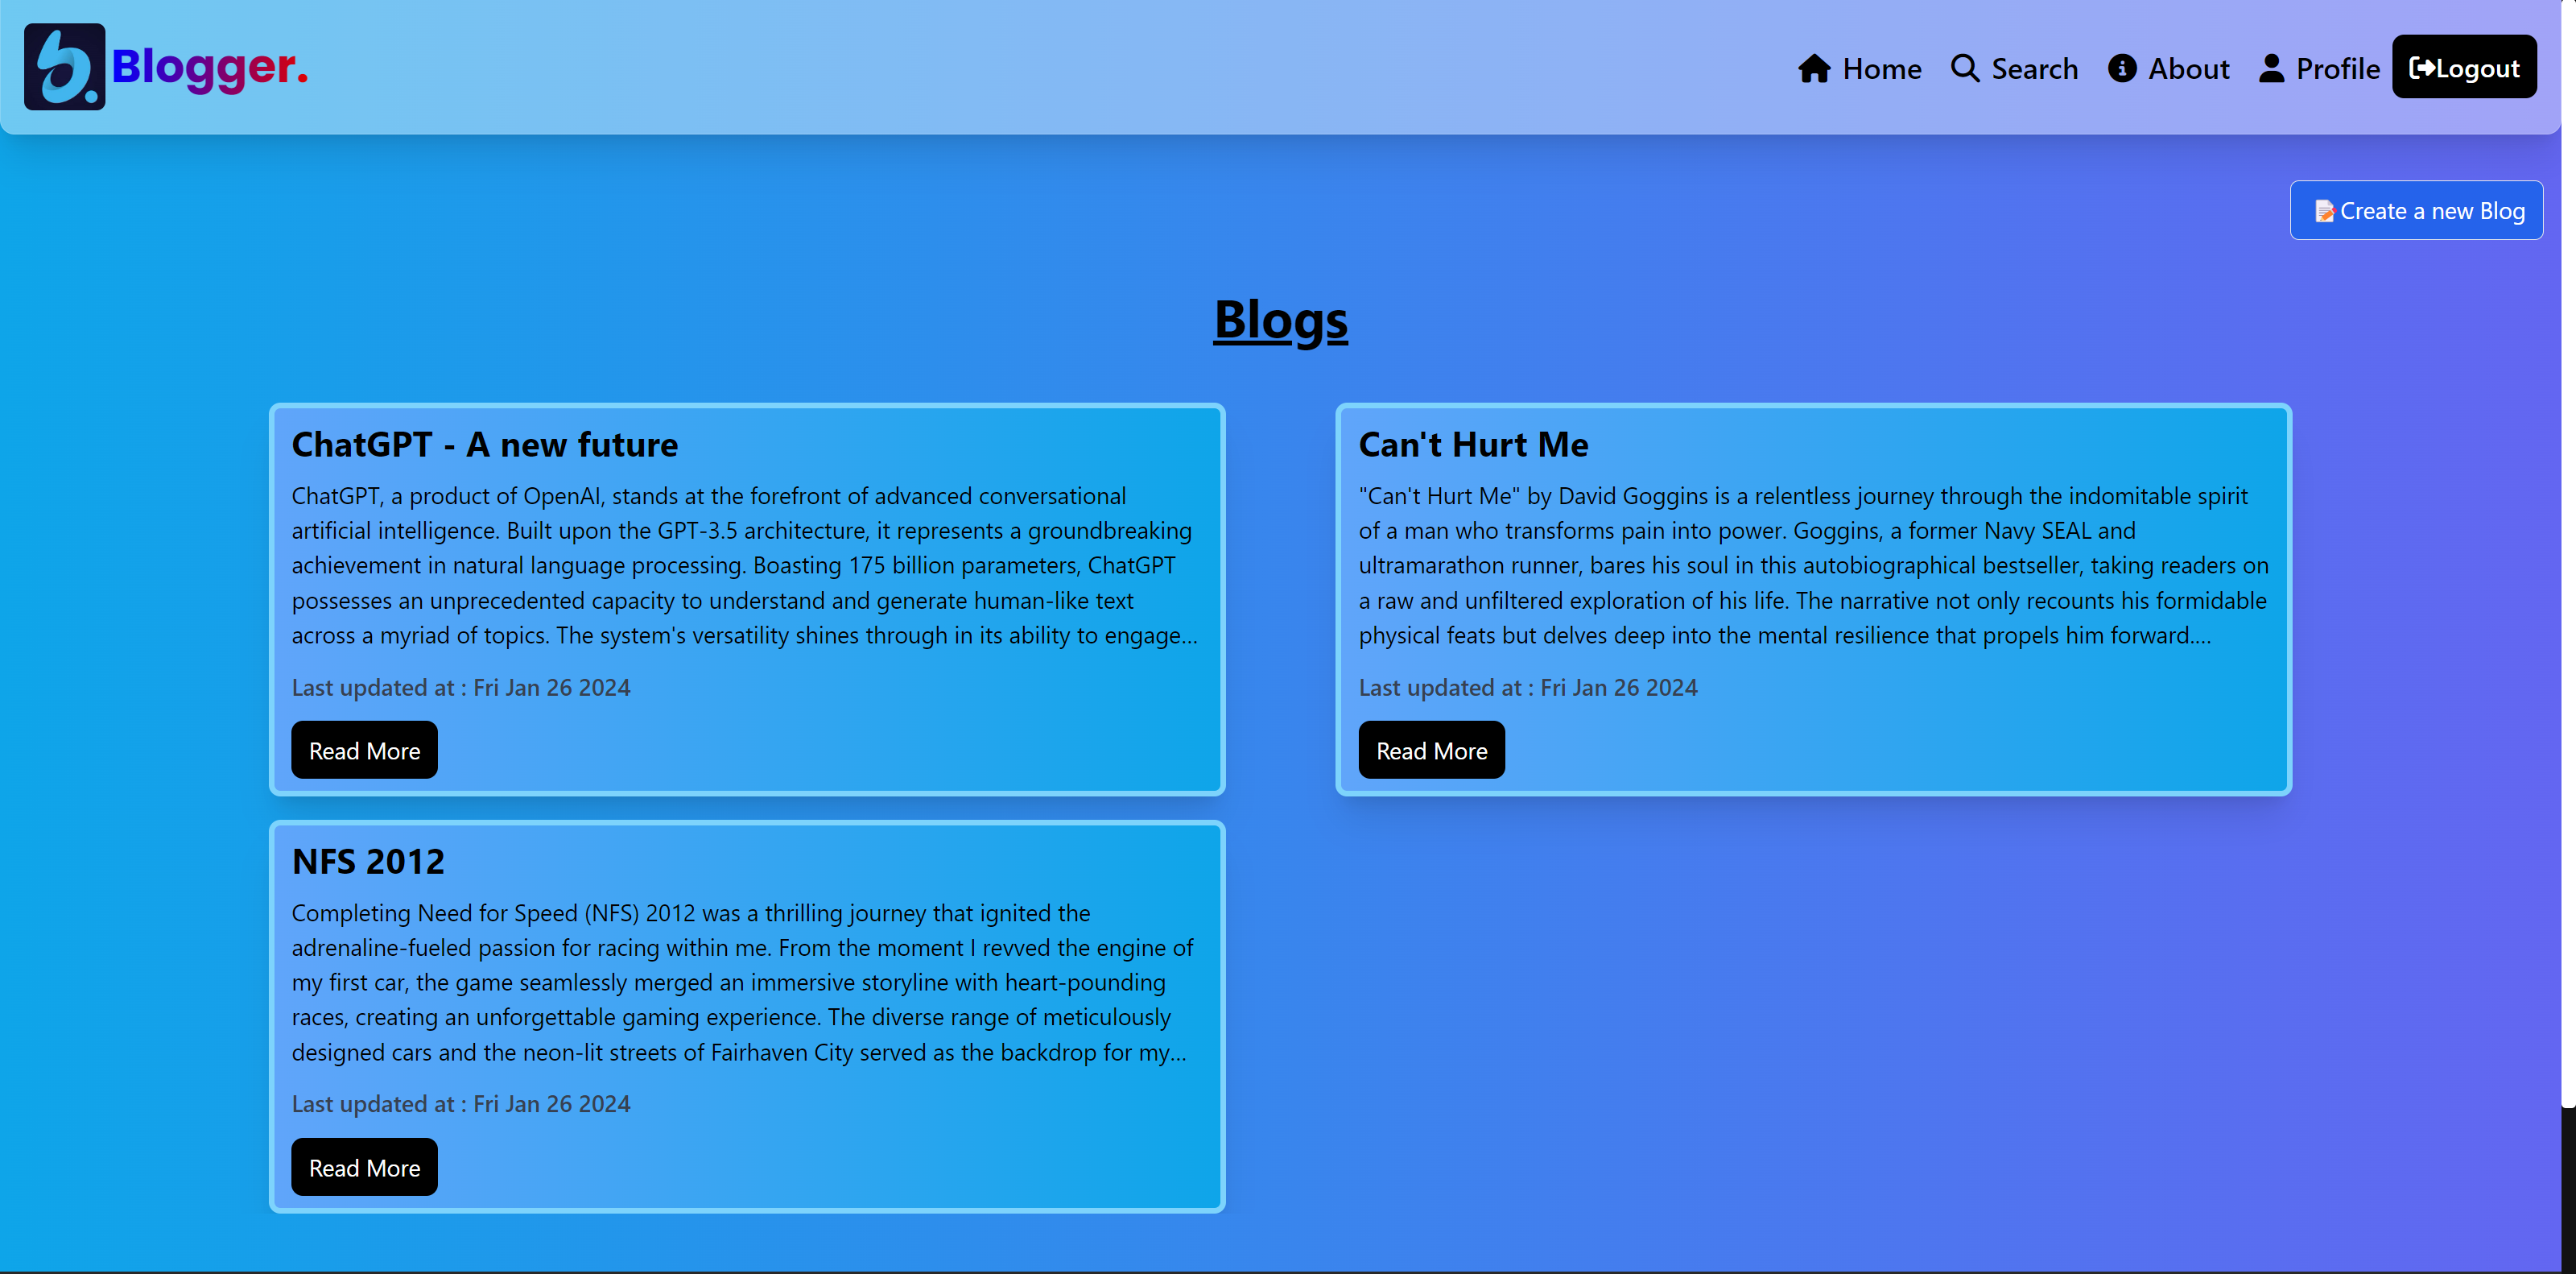 b. Blogger.
Home Search About Profile Logout
📝Create a new Blog
Blogs
ChatGPT - A new future
ChatGPT, a product of OpenAI, stands at the forefront of advanced conversational
artificial intelligence. Built upon the GPT-3.5 architecture, it represents a groundbreaking
achievement in natural language processing. Boasting 175 billion parameters, ChatGPT
possesses an unprecedented capacity to understand and generate human-like text
across a myriad of topics. The system's versatility shines through in its ability to engage...
Last updated at : Fri Jan 26 2024
Read More
Can't Hurt Me
"Can't Hurt Me" by David Goggins is a relentless journey through the indomitable spirit
of a man who transforms pain into power. Goggins, a former Navy SEAL and
ultramarathon runner, bares his soul in this autobiographical bestseller, taking readers on
a raw and unfiltered exploration of his life. The narrative not only recounts his formidable
physical feats but delves deep into the mental resilience that propels him forward....
Last updated at : Fri Jan 26 2024
Read More
NFS 2012
Completing Need for Speed (NFS) 2012 was a thrilling journey that ignited the
adrenaline-fueled passion for racing within me. From the moment I revved the engine of
my first car, the game seamlessly merged an immersive storyline with heart-pounding
races, creating an unforgettable gaming experience. The diverse range of meticulously
designed cars and the neon-lit streets of Fairhaven City served as the backdrop for my...
Last updated at : Fri Jan 26 2024
Read More